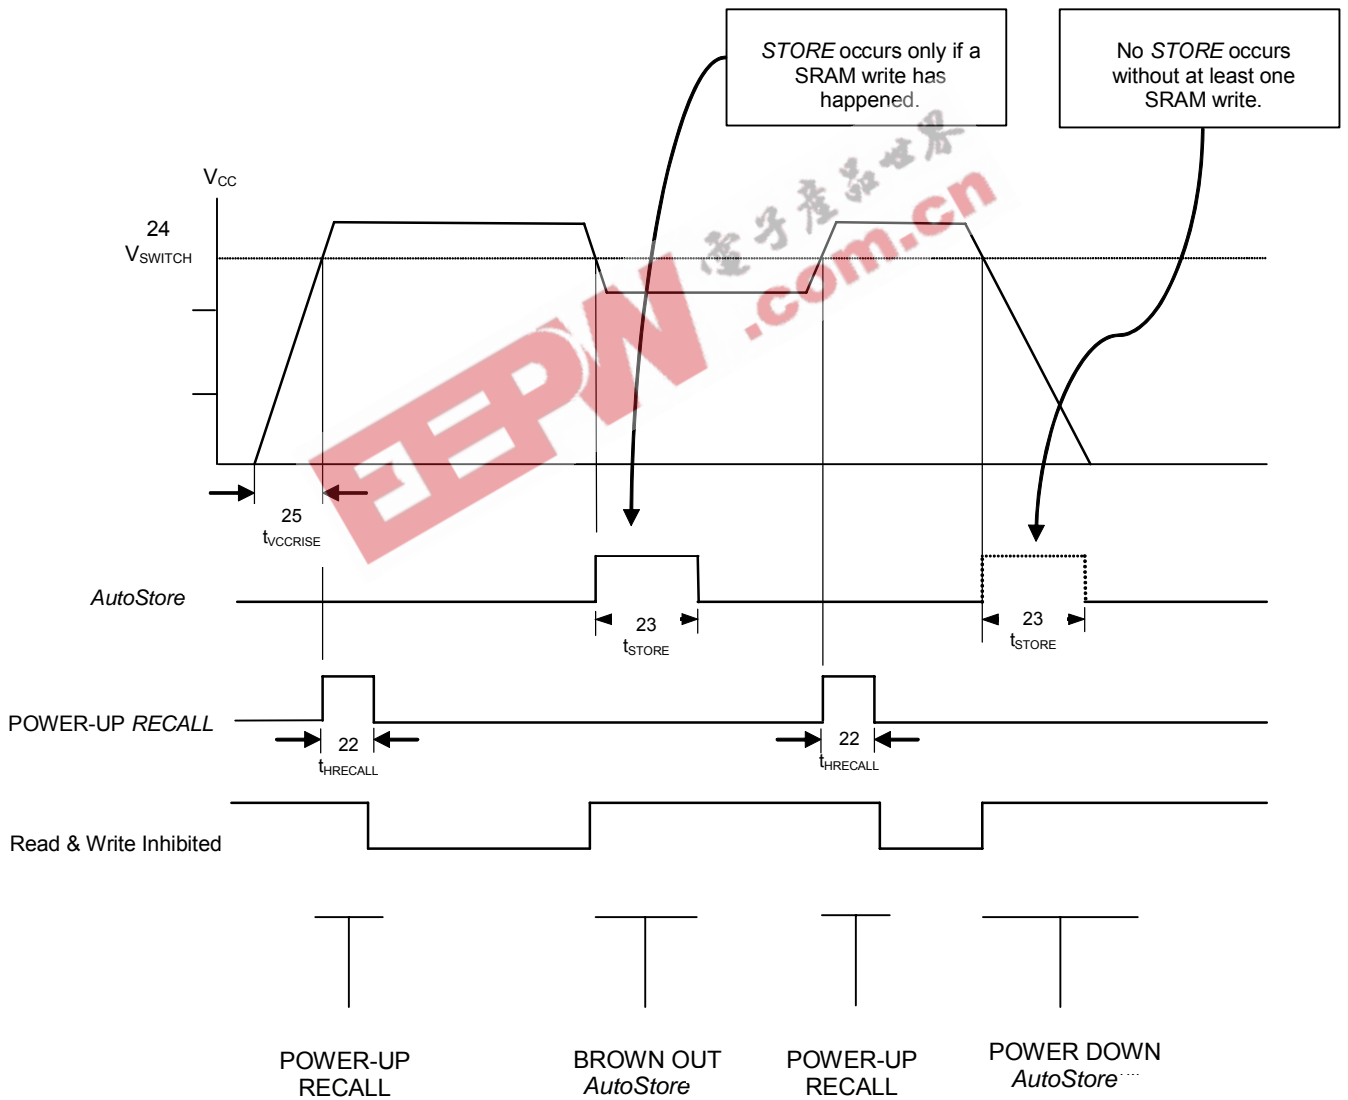 STORE occurs only if a
SRAM write has
happened.
No STORE occurs
without at least one
SRAM write.
電子產品世界
EEPW
.com.cn
VCC
24
VSWITCH
25
tVCCRISE
AutoStore
23
tSTORE
23
tSTORE
POWER-UP RECALL
22
tHRECALL
22
tHRECALL
Read & Write Inhibited
POWER-UP
RECALL
BROWN OUT
AutoStore
POWER-UP
RECALL
POWER DOWN
AutoStore